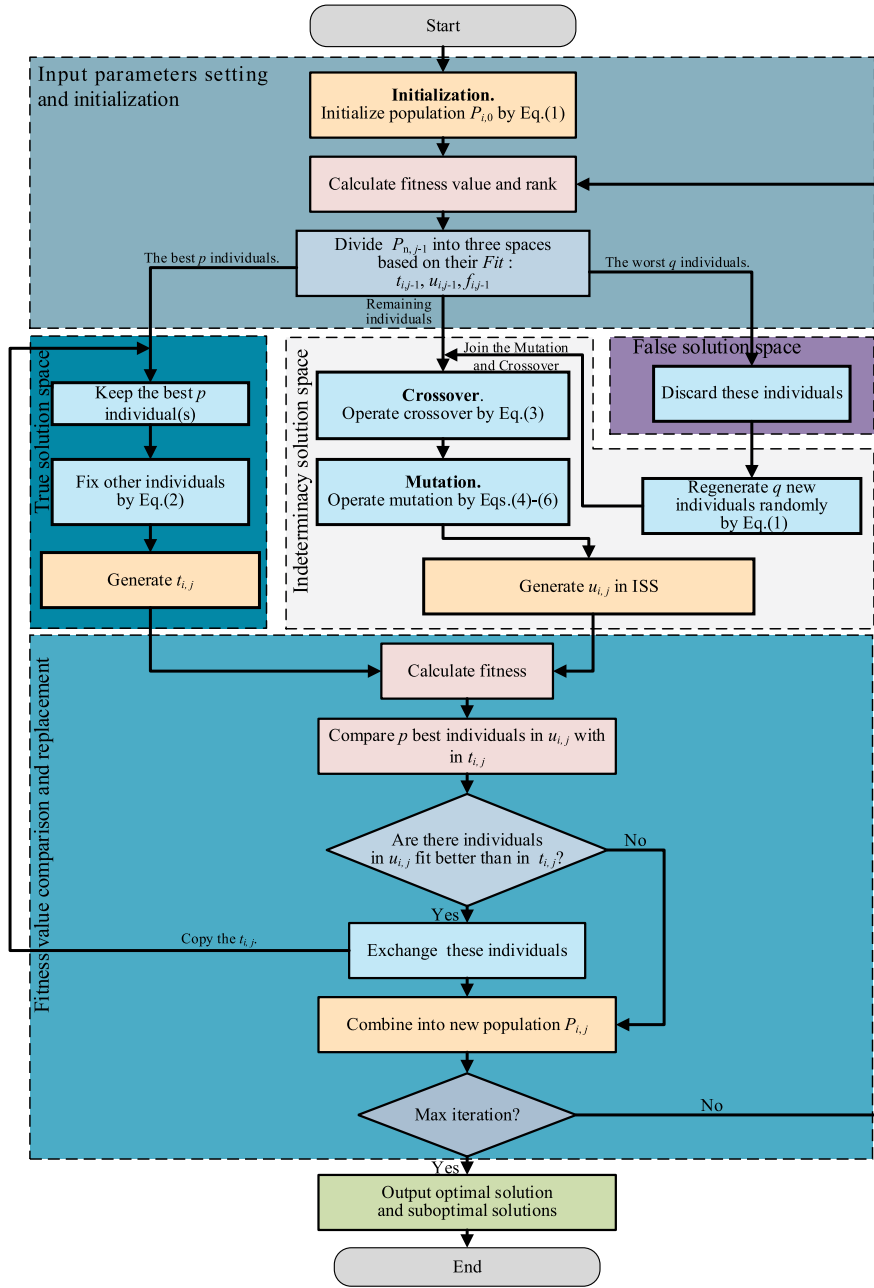 Start
Input parameters setting
and initialization
Initialization.
Initialize population P_{i,0} by Eq.(1)
Calculate fitness value and rank
Divide P_{n, j-1} into three spaces
based on their Fit :
t_{i,j-1}, u_{i,j-1}, f_{i,j-1}
The best p individuals.
The worst q individuals.
Remaining
individuals
True solution space
Keep the best p
individual(s)
Fix other individuals
by Eq.(2)
Generate t_{i, j}
Indeterminacy solution space
Join the Mutation
and Crossover
Crossover.
Operate crossover by Eq.(3)
Mutation.
Operate mutation by Eqs.(4)-(6)
Generate u_{i, j} in ISS
False solution space
Discard these individuals
Regenerate q new
individuals randomly
by Eq.(1)
Fitness value comparison and replacement
Calculate fitness
Compare p best individuals in u_{i, j} with
in t_{i, j}
Are there individuals
in u_{i, j} fit better than in t_{i, j}?
No
Yes
Copy the t_{i, j}.
Exchange these individuals
Combine into new population P_{i, j}
Max iteration?
No
Yes
Output optimal solution
and suboptimal solutions
End